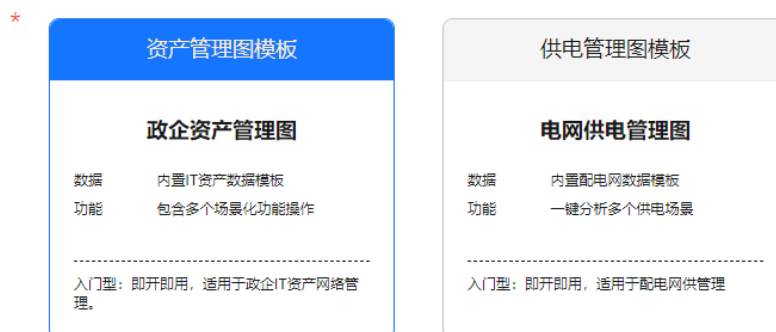 *
资产管理图模板
政企资产管理图
数据 内置IT资产数据模板
功能 包含多个场景化功能操作
入门型：即开即用，适用于政企IT资产网络管
理。
供电管理图模板
电网供电管理图
数据 内置配电网数据模板
功能 一键分析多个供电场景
入门型：即开即用，适用于配电网供管理